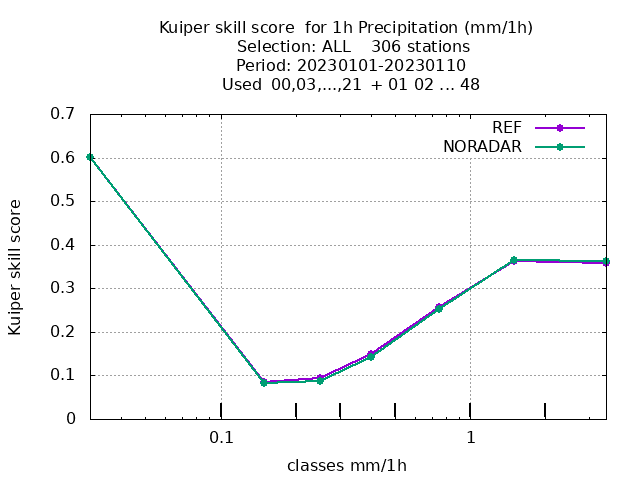 Kuiper skill score  for 1h Precipitation (mm/1h)
Selection: ALL    306 stations
Period: 20230101-20230110
Used  00,03,...,21  + 01 02 ... 48
REF
NORADAR
0.7
0.6
0.5
0.4
0.3
0.2
0.1
0
Kuiper skill score
0.1
1
classes mm/1h